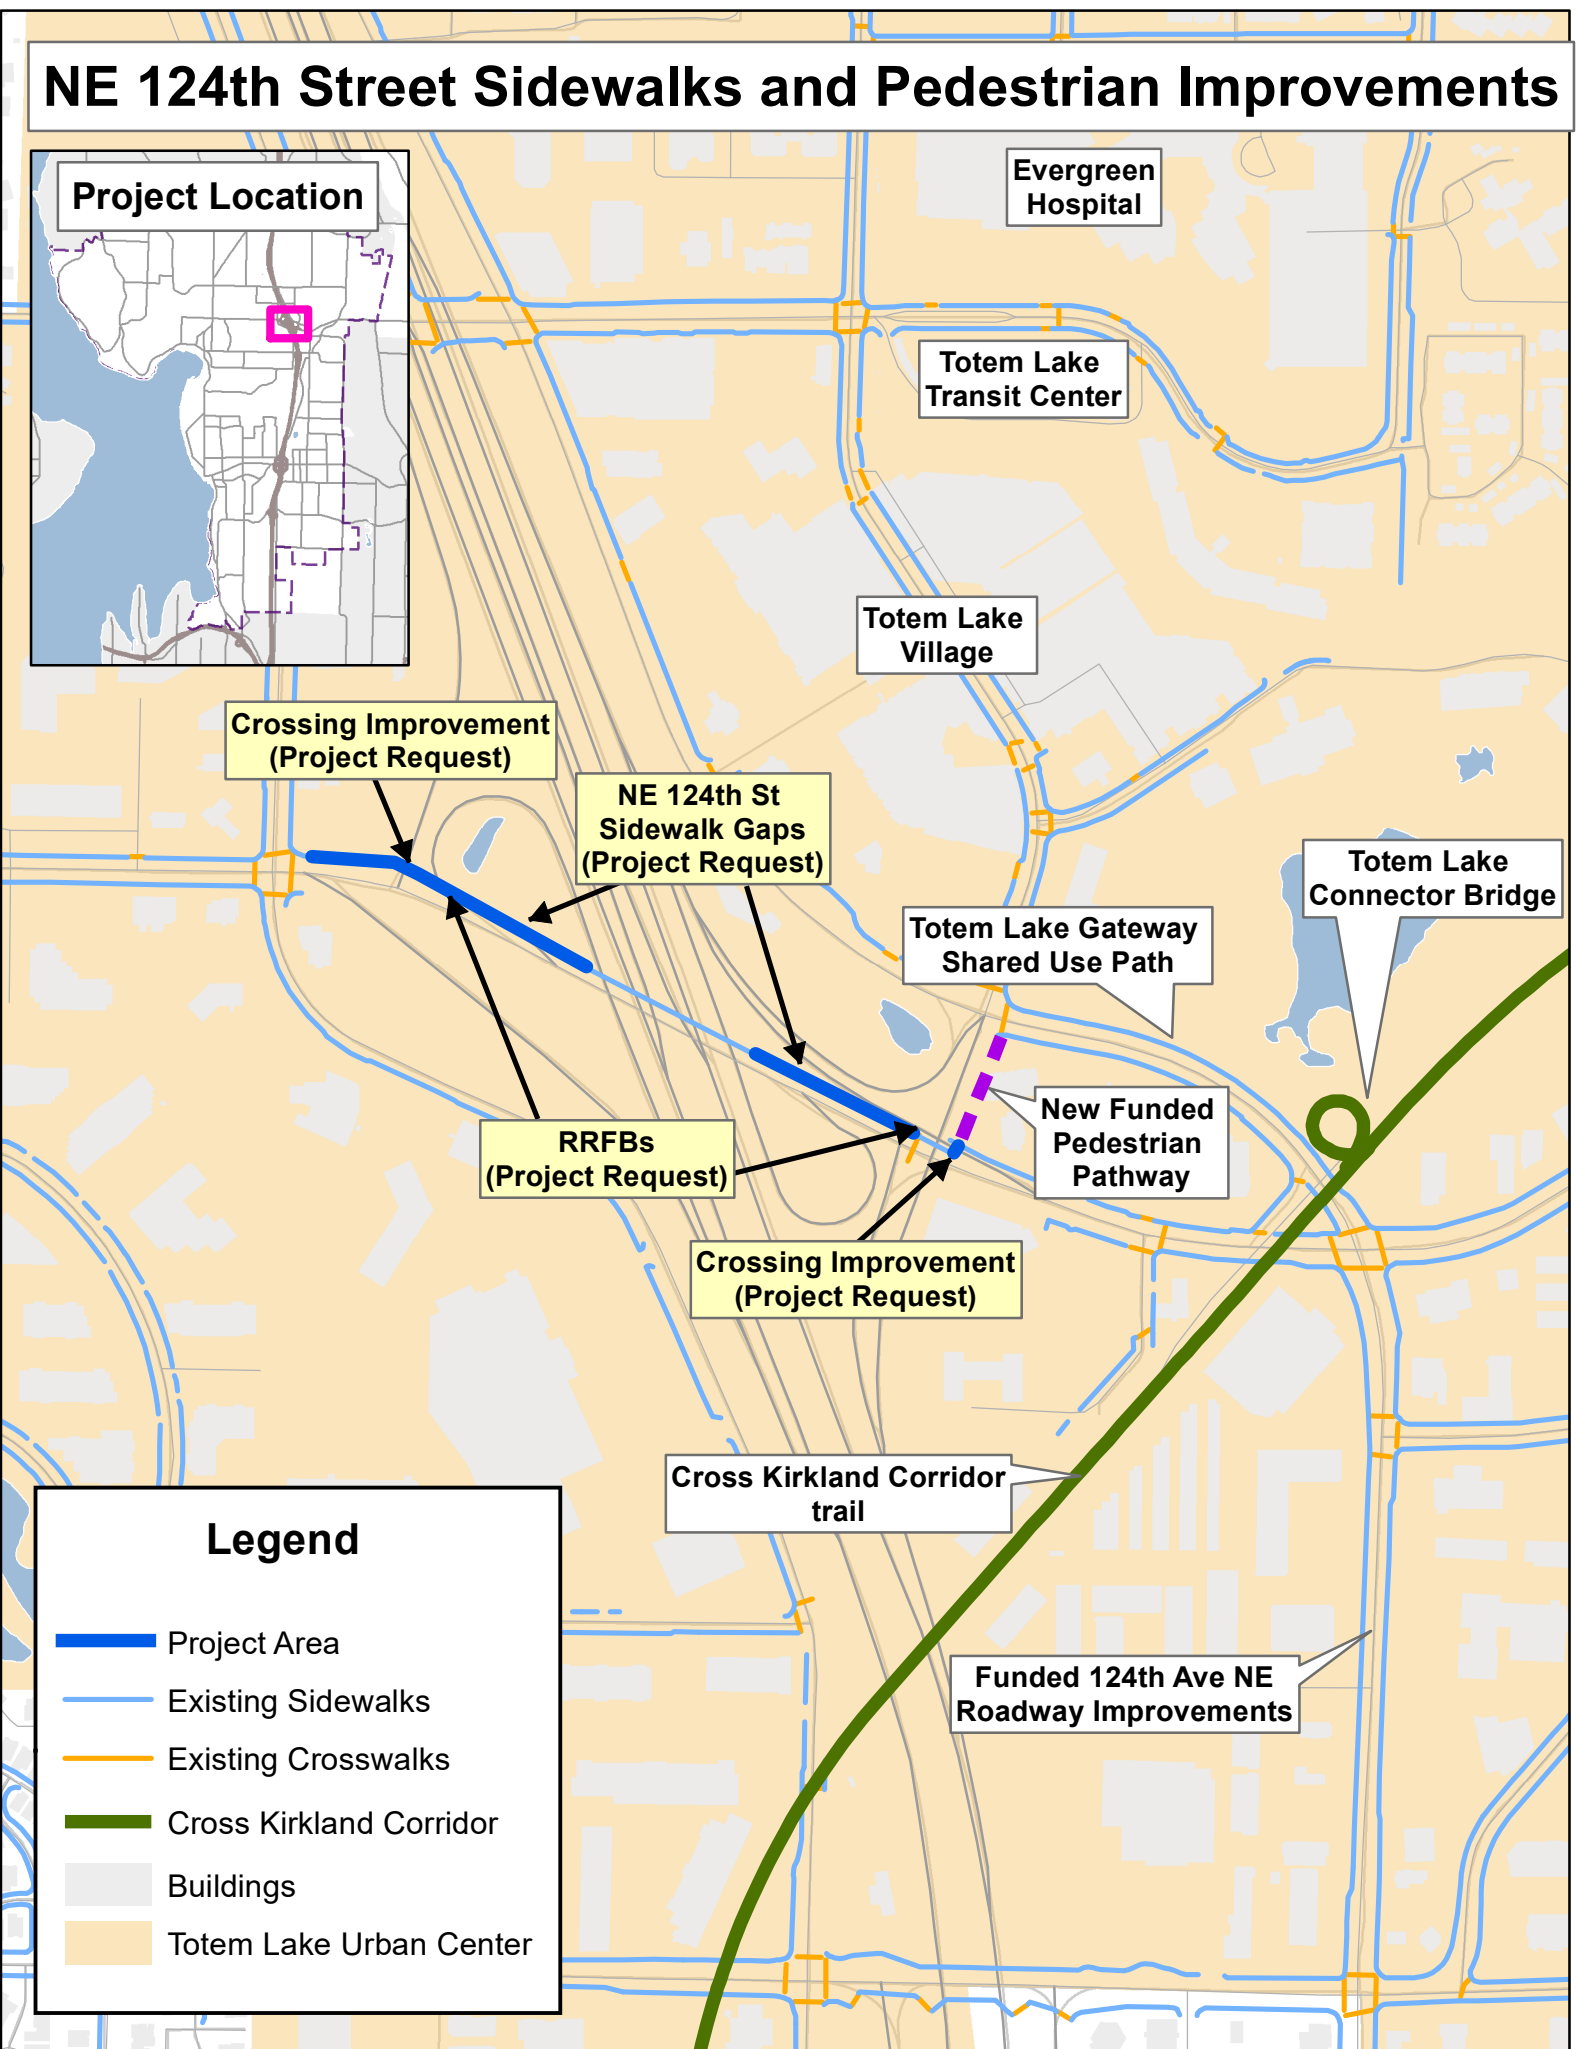 NE 124th Street Sidewalks and Pedestrian Improvements
Project Location
Evergreen
Hospital
Totem Lake
Transit Center
Totem Lake
Village
Crossing Improvement
(Project Request)
NE 124th St
Sidewalk Gaps
(Project Request)
Totem Lake
Connector Bridge
Totem Lake Gateway
Shared Use Path
New Funded
Pedestrian
Pathway
RRFBs
(Project Request)
Crossing Improvement
(Project Request)
Cross Kirkland Corridor
trail
Funded 124th Ave NE
Roadway Improvements
Legend
Project Area
Existing Sidewalks
Existing Crosswalks
Cross Kirkland Corridor
Buildings
Totem Lake Urban Center